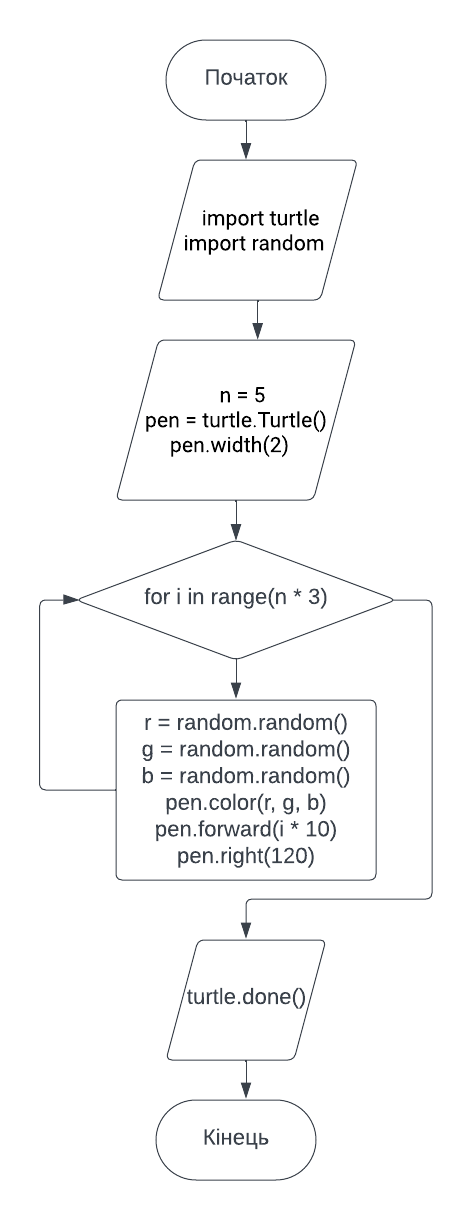 Початок
import turtle
import random
n = 5
pen = turtle.Turtle()
pen.width(2)
for i in range(n * 3)
r = random.random()
g = random.random()
b = random.random()
pen.color(r, g, b)
pen.forward(i * 10)
pen.right(120)
turtle.done()
Кінець